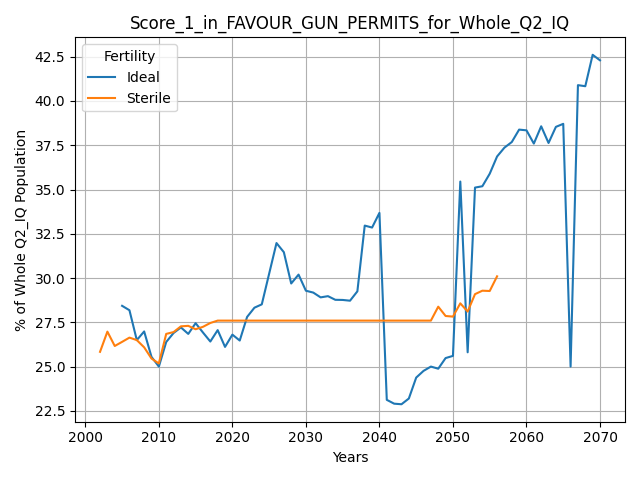 Score_1_in_FAVOUR_GUN_PERMITS_for_Whole_Q2_IQ
Fertility
Ideal
Sterile
% of Whole Q2_IQ Population
42.5
40.0
37.5
35.0
32.5
30.0
27.5
25.0
22.5
2000 2010 2020 2030 2040 2050 2060 2070
Years